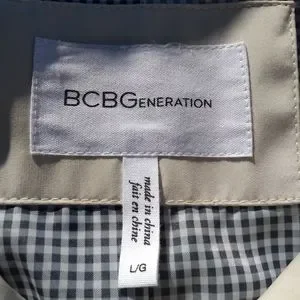 BCBGENERATION
made in china
fait en chine
L/G